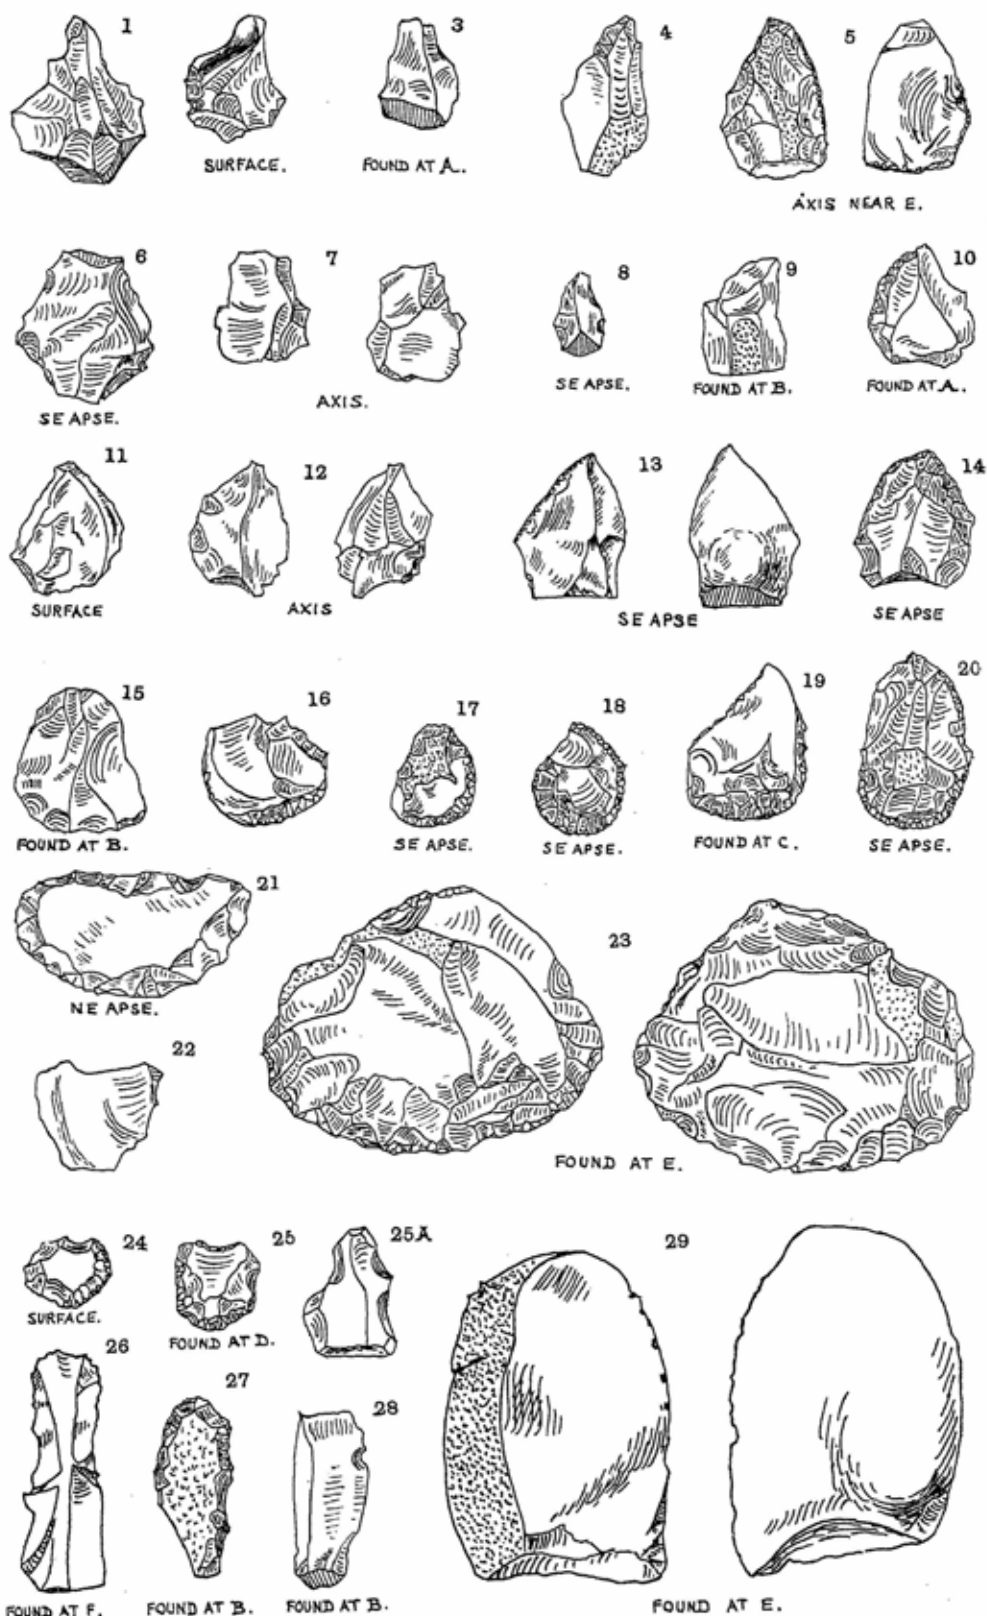 1
3
4
5
SURFACE.
FOUND AT A.
AXIS NEAR E.
6
7
8
9
10
SE APSE.
AXIS.
SE APSE.
FOUND AT B.
FOUND AT A.
11
12
13
14
SURFACE
AXIS
SE APSE
SE APSE
15
16
17
18
19
20
FOUND AT B.
SE APSE.
SE APSE.
FOUND AT C.
SE APSE.
21
NE APSE.
22
23
FOUND AT E.
24
25
25A
29
SURFACE.
FOUND AT D.
26
27
28
FOUND AT F.
FOUND AT B.
FOUND AT B.
FOUND AT E.